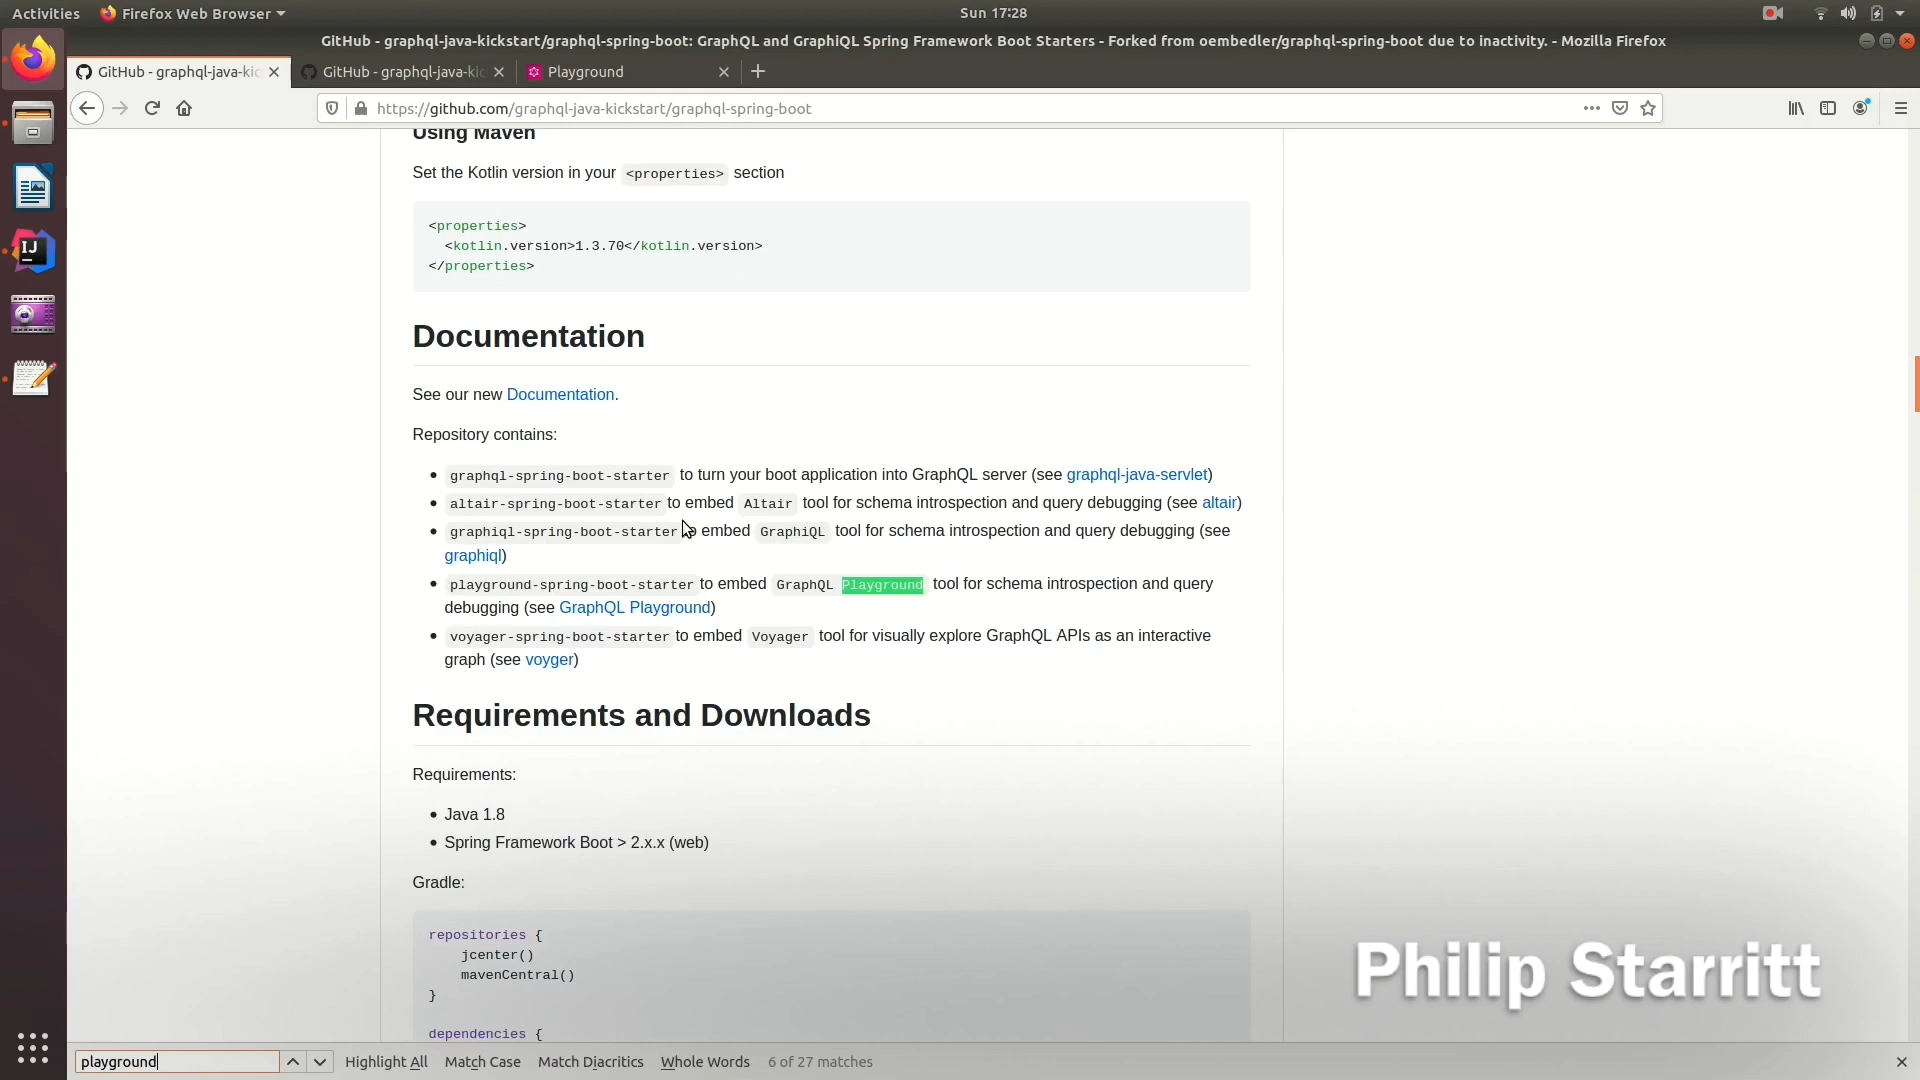 Activities
Firefox Web Browser
Sun 17:28
GitHub - graphql-java-kickstart/graphql-spring-boot: GraphQL and GraphiQL Spring Framework Boot Starters - Forked from oembedler/graphql-spring-boot due to inactivity. - Mozilla Firefox
GitHub - graphql-java-kic
GitHub - graphql-java-kic
Playground
https://github.com/graphql-java-kickstart/graphql-spring-boot
Using Maven
Set the Kotlin version in your <properties> section
<properties>
<kotlin.version>1.3.70</kotlin.version>
</properties>
Documentation
See our new Documentation.
Repository contains:
graphql-spring-boot-starter to turn your boot application into GraphQL server (see graphql-java-servlet)
altair-spring-boot-starter to embed Altair tool for schema introspection and query debugging (see altair)
graphiql-spring-boot-starter embed GraphiQL tool for schema introspection and query debugging (see
graphiql)
playground-spring-boot-starter to embed GraphQL Playground tool for schema introspection and query
debugging (see GraphQL Playground)
voyager-spring-boot-starter to embed Voyager tool for visually explore GraphQL APIs as an interactive
graph (see voyger)
Requirements and Downloads
Requirements:
Java 1.8
Spring Framework Boot > 2.x.x (web)
Gradle:
repositories {
jcenter()
mavenCentral()
}
dependencies {
Philip Starritt
playground
Highlight All
Match Case
Match Diacritics
Whole Words
6 of 27 matches
IJ